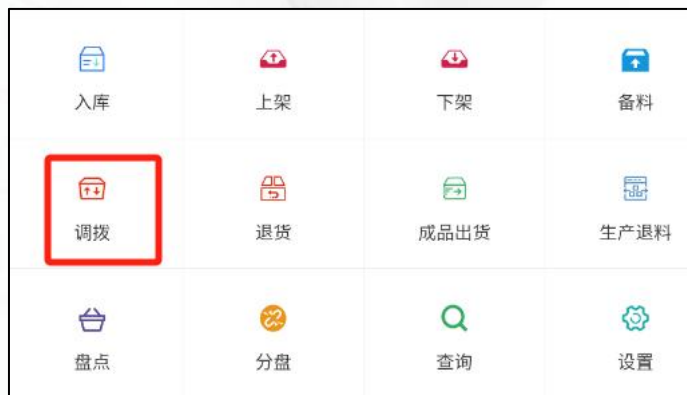 入库 上架 下架 备料
调拨 退货 成品出货 生产退料
盘点 分盘 查询 设置